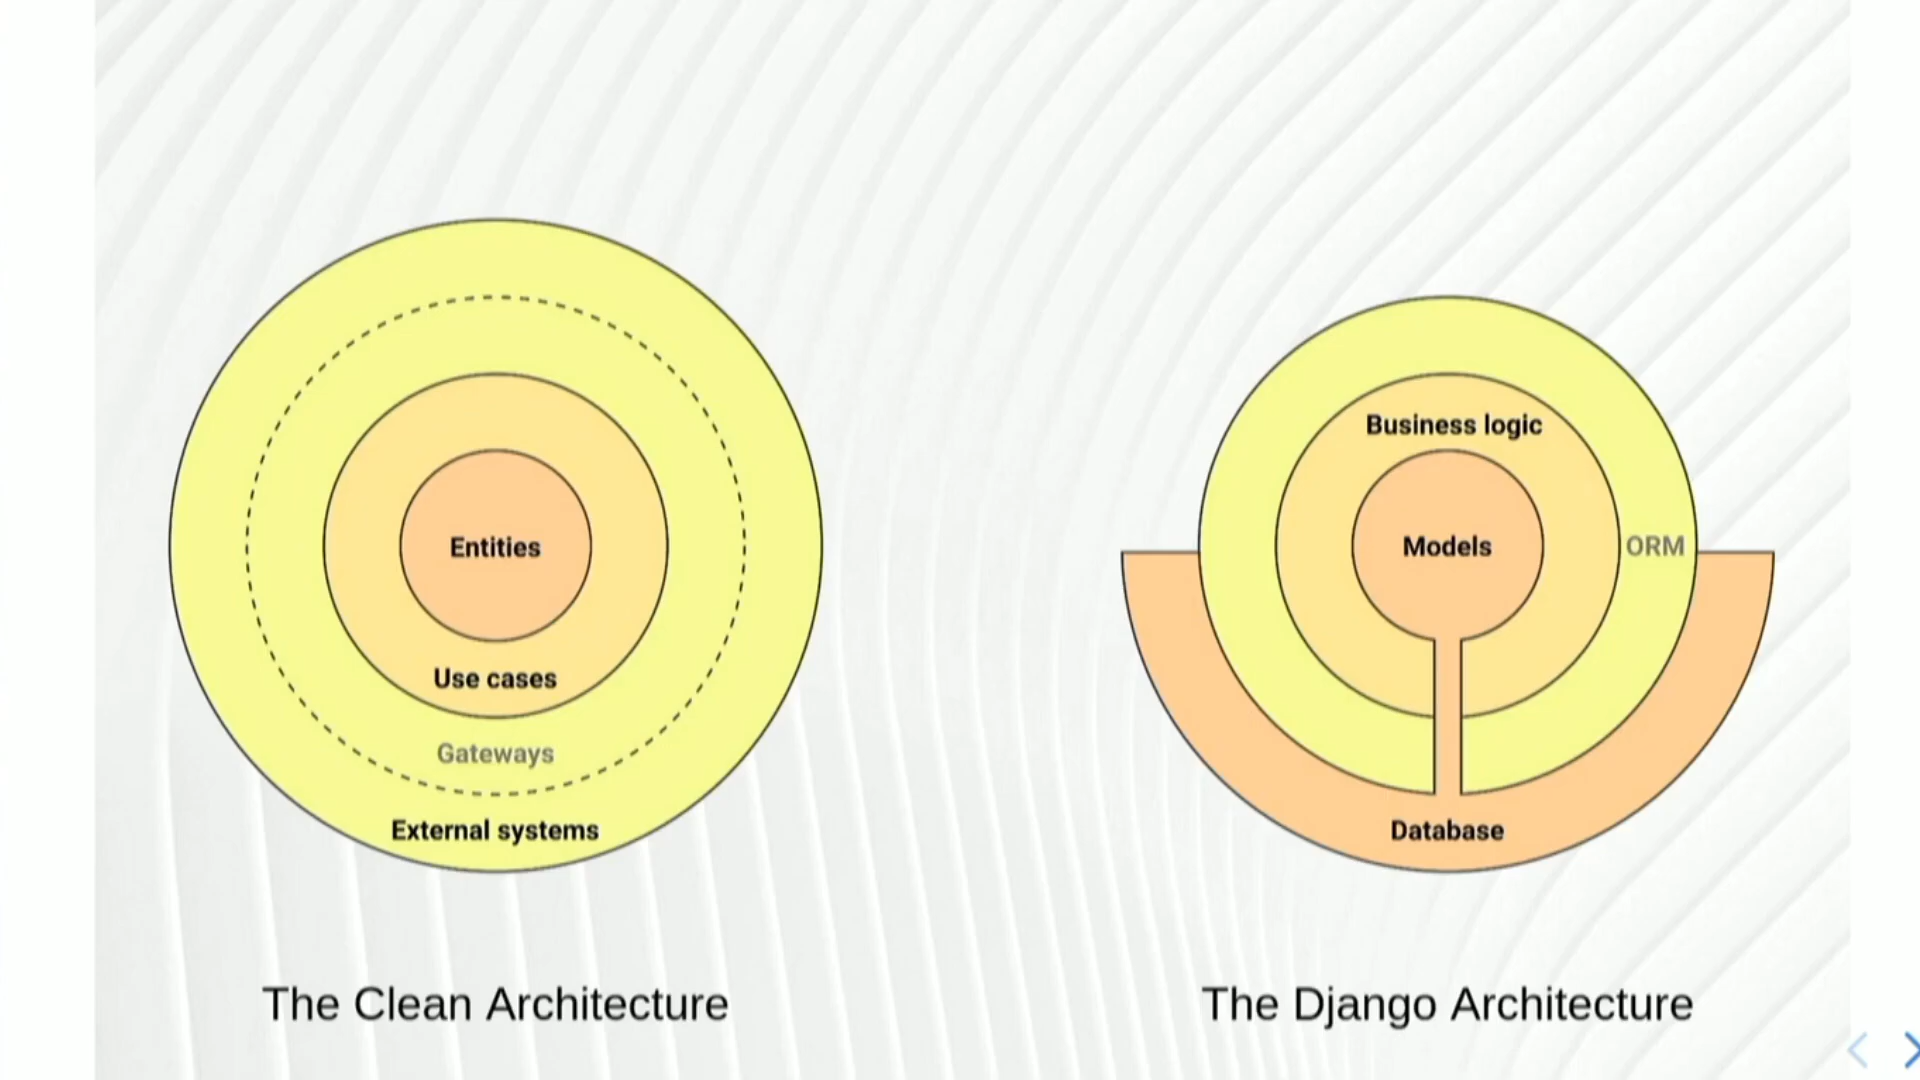 Entities
Use cases
Gateways
External systems
The Clean Architecture
Business logic
Models
ORM
Database
The Django Architecture